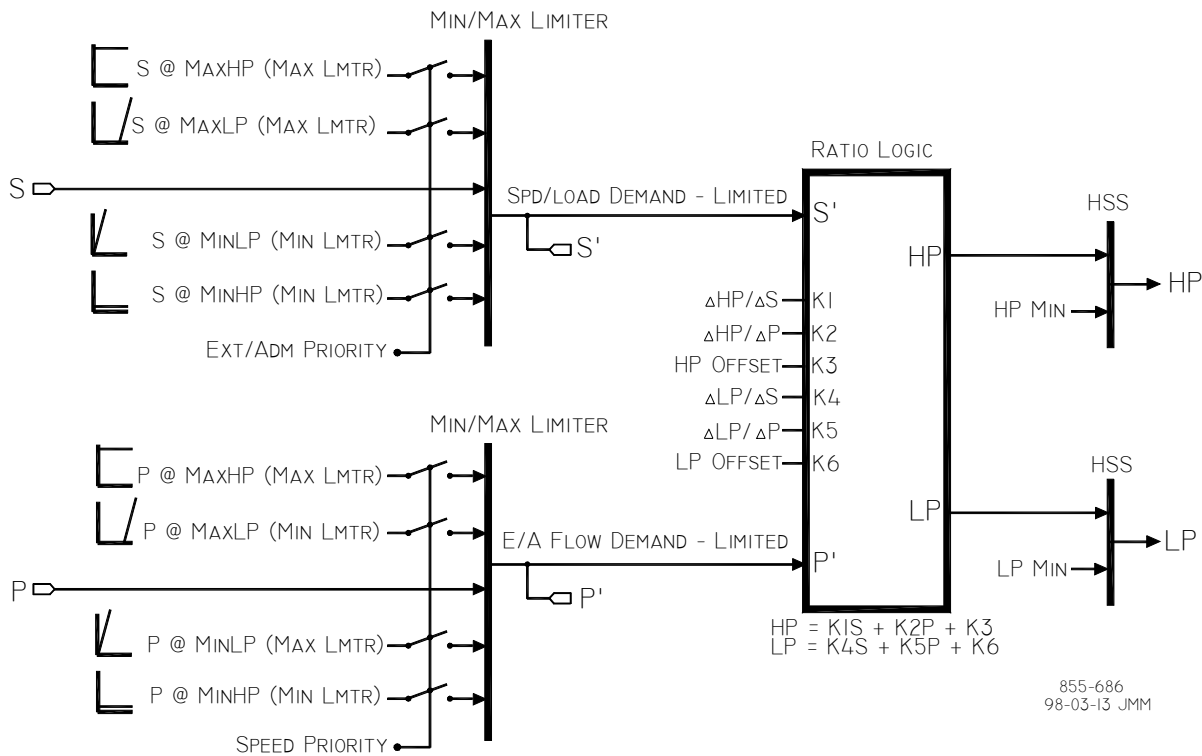 MIN/MAX LIMITER
S @ MAXHP (MAX LMTR)
S @ MAXLP (MAX LMTR)
S
S @ MINLP (MIN LMTR)
S @ MINHP (MIN LMTR)
EXT/ADM PRIORITY
SPD/LOAD DEMAND - LIMITED
S'
MIN/MAX LIMITER
P @ MAXHP (MAX LMTR)
P @ MAXLP (MIN LMTR)
P
P @ MINLP (MAX LMTR)
P @ MINHP (MIN LMTR)
SPEED PRIORITY
E/A FLOW DEMAND - LIMITED
P'
RATIO LOGIC
S'
HP
ΔHP/ΔS K1
ΔHP/ΔP K2
HP OFFSET K3
ΔLP/ΔS K4
ΔLP/ΔP K5
LP OFFSET K6
LP
P'
HP = K1S + K2P + K3
LP = K4S + K5P + K6
HSS
HP
HP MIN
HSS
LP
LP MIN
855-686
98-03-13 JMM